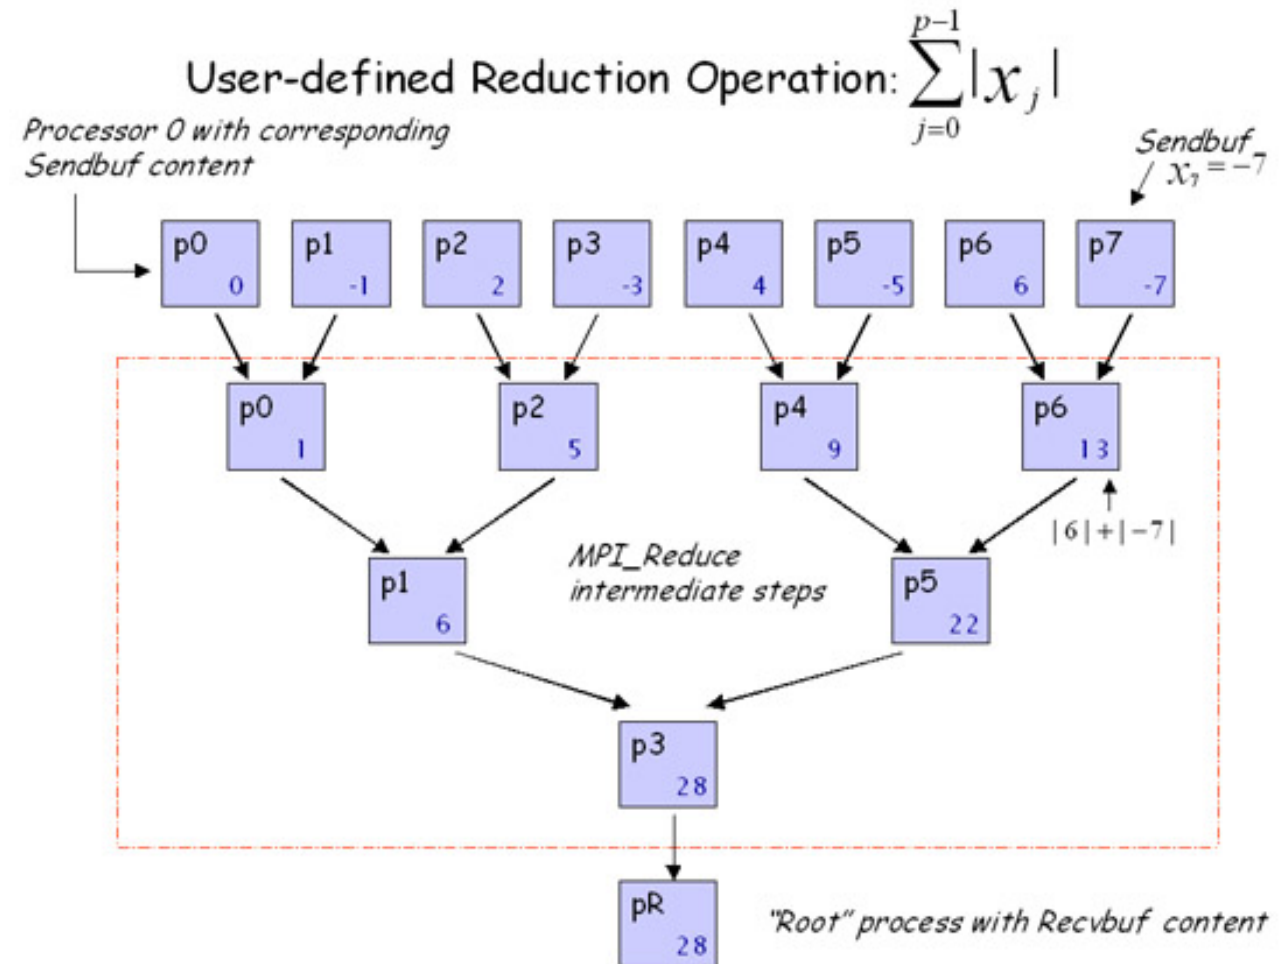 p-1
User-defined Reduction Operation: ∑|x_j|
j=0
Processor 0 with corresponding
Sendbuf content
Sendbuf
x₇ = -7
p0 p1 p2 p3 p4 p5 p6 p7
0 -1 2 -3 4 -5 6 -7
p0 p2 p4 p6
1 5 9 13
|6|+|-7|
MPI_Reduce
intermediate steps
p1 p5
6 22
p3
28
pR
28
"Root" process with Recvbuf content